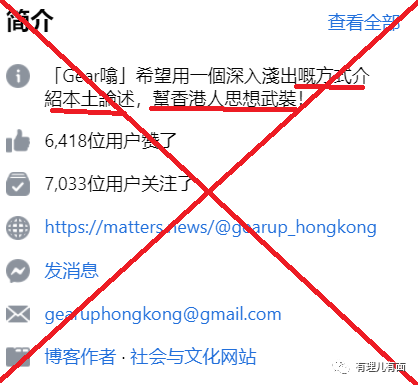 简介 查看全部
「Gear嗡」希望用一個深入淺出嘅方式介
紹本土論述，幫香港人思想武裝！
6,418位用户赞了
7,033位用户关注了
https://matters.news/@gearup_hongkong
发消息
gearuphongkong@gmail.com
博客作者 · 社会与文化网站
有理儿有面